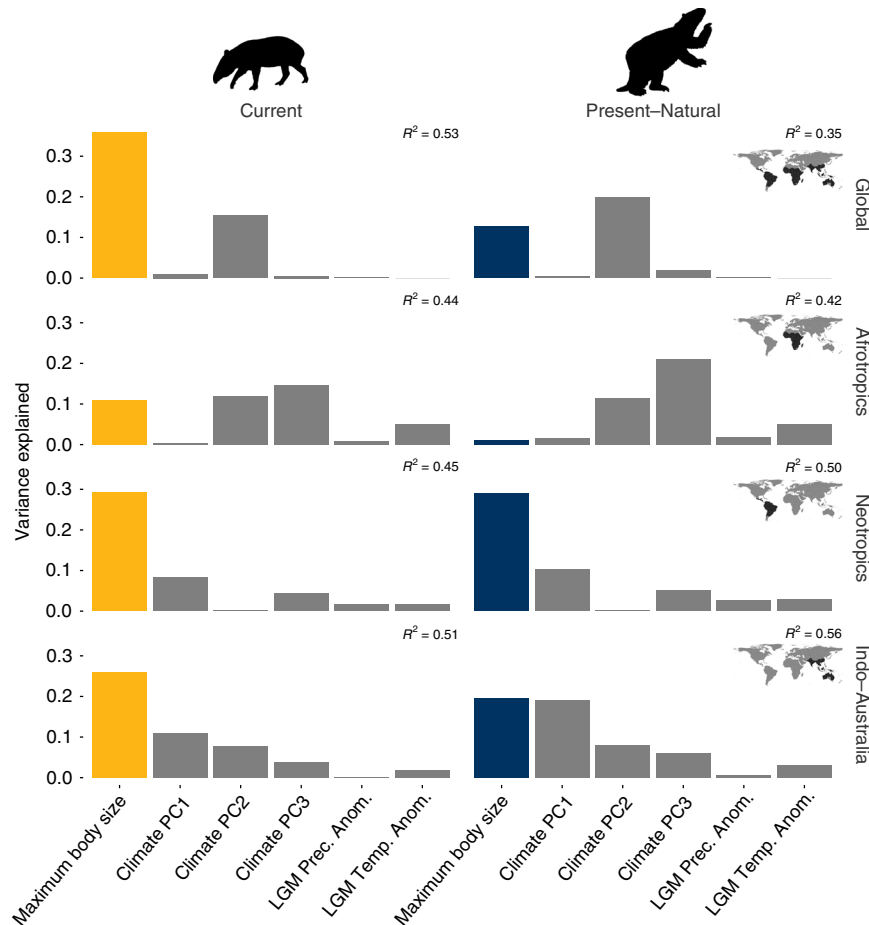 Current
Present–Natural
R² = 0.53
R² = 0.35
0.3
0.2
0.1
0.0
Global
R² = 0.44
R² = 0.42
0.3
0.2
0.1
0.0
Afrotropics
R² = 0.45
R² = 0.50
0.3
0.2
0.1
0.0
Neotropics
R² = 0.51
R² = 0.56
0.3
0.2
0.1
0.0
Indo–Australia
Variance explained
Maximum body size
Climate PC1
Climate PC2
Climate PC3
LGM Prec. Anom.
LGM Temp. Anom.
Maximum body size
Climate PC1
Climate PC2
Climate PC3
LGM Prec. Anom.
LGM Temp. Anom.